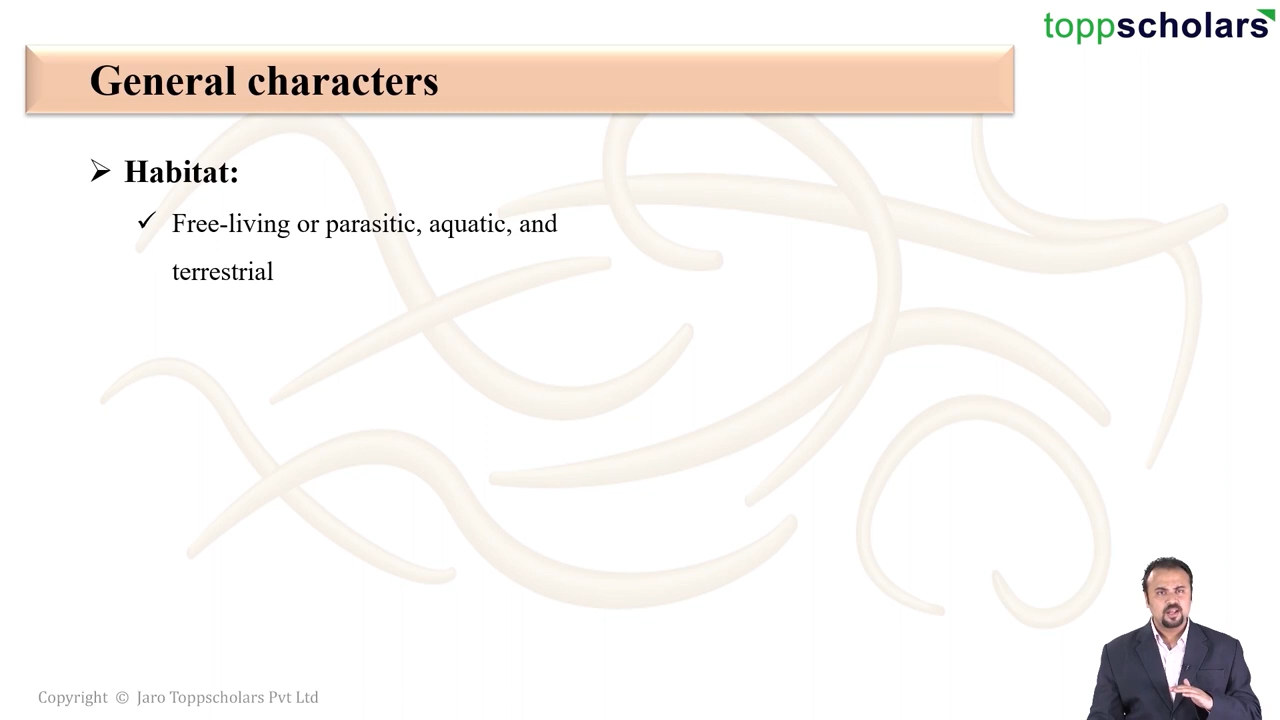 toppscholars
General characters
Habitat:
Free-living or parasitic, aquatic, and
terrestrial
Copyright © Jaro Toppscholars Pvt Ltd